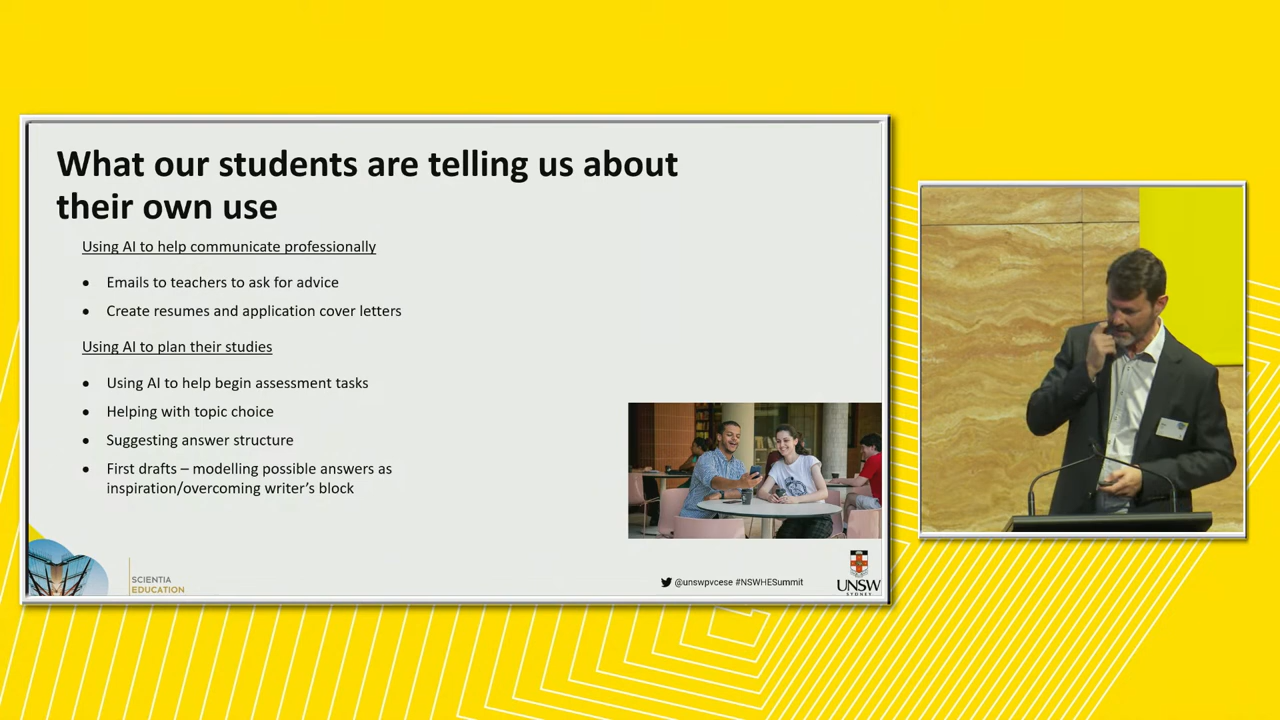 What our students are telling us about
their own use
Using AI to help communicate professionally
• Emails to teachers to ask for advice
• Create resumes and application cover letters
Using AI to plan their studies
• Using AI to help begin assessment tasks
• Helping with topic choice
• Suggesting answer structure
• First drafts – modelling possible answers as
inspiration/overcoming writer's block
SCIENTIA
EDUCATION
@unswpvcese #NSWHESummit
UNSW
SYDNEY